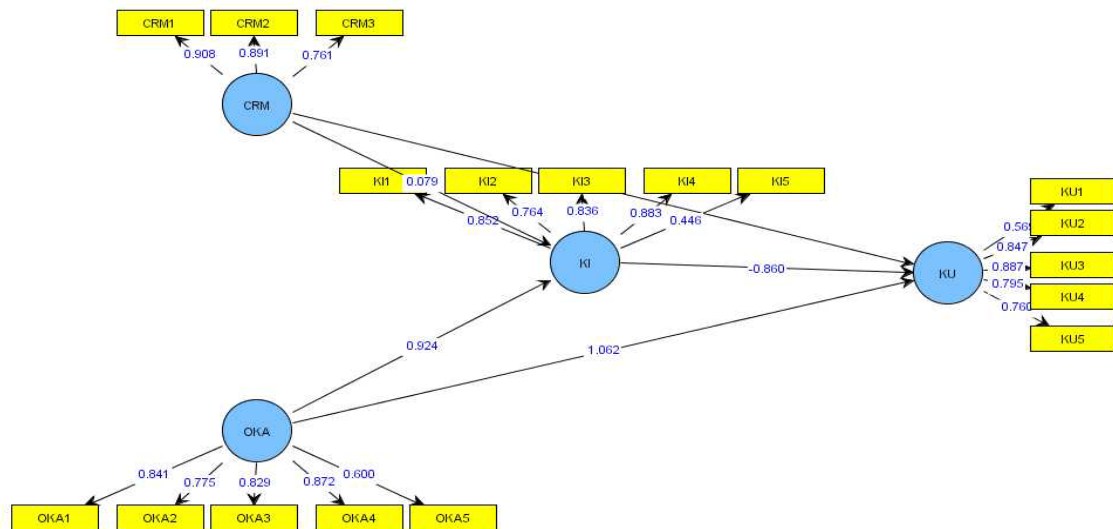 CRM1 CRM2 CRM3
0.908 0.891 0.761
CRM
KI1 KI2 KI3 KI4 KI5
0.079
0.852 0.764 0.836 0.883 0.446
KI
KU1
KU2
KU3
KU4
KU5
0.847
0.887
0.795
KU
-0.860
0.924
1.062
OKA
0.841 0.775 0.829 0.872 0.600
OKA1 OKA2 OKA3 OKA4 OKA5